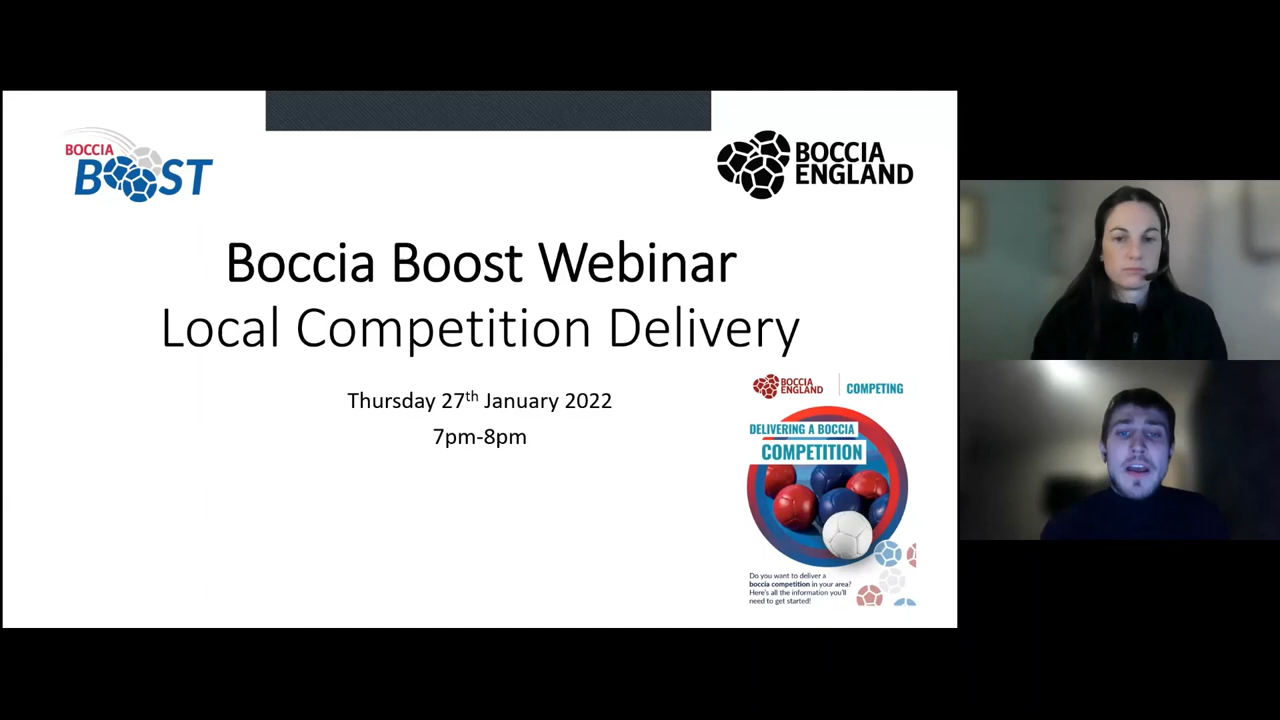 BOCCIA
BOOST
BOCCIA
ENGLAND
Boccia Boost Webinar
Local Competition Delivery
Thursday 27th January 2022
7pm-8pm
BOCCIA
ENGLAND
COMPETING
DELIVERING A BOCCIA
COMPETITION
Do you want to deliver a
boccia competition in your area?
Here's all the information you'll
need to get started!